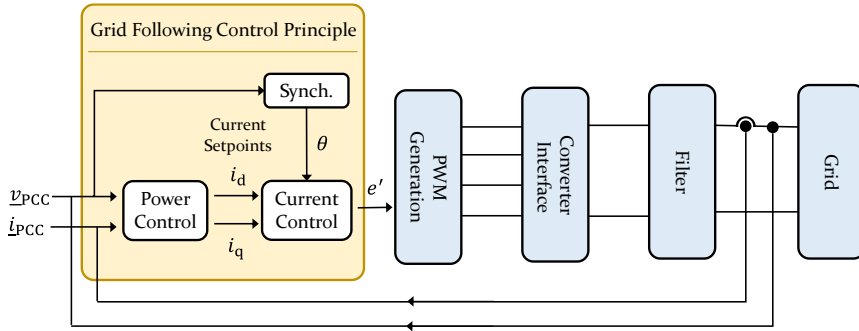 Grid Following Control Principle
Synch.
Current
Setpoints
θ
v_PCC
i_PCC
Power
Control
i_d
i_q
Current
Control
e′
PWM
Generation
Converter
Interface
Filter
Grid